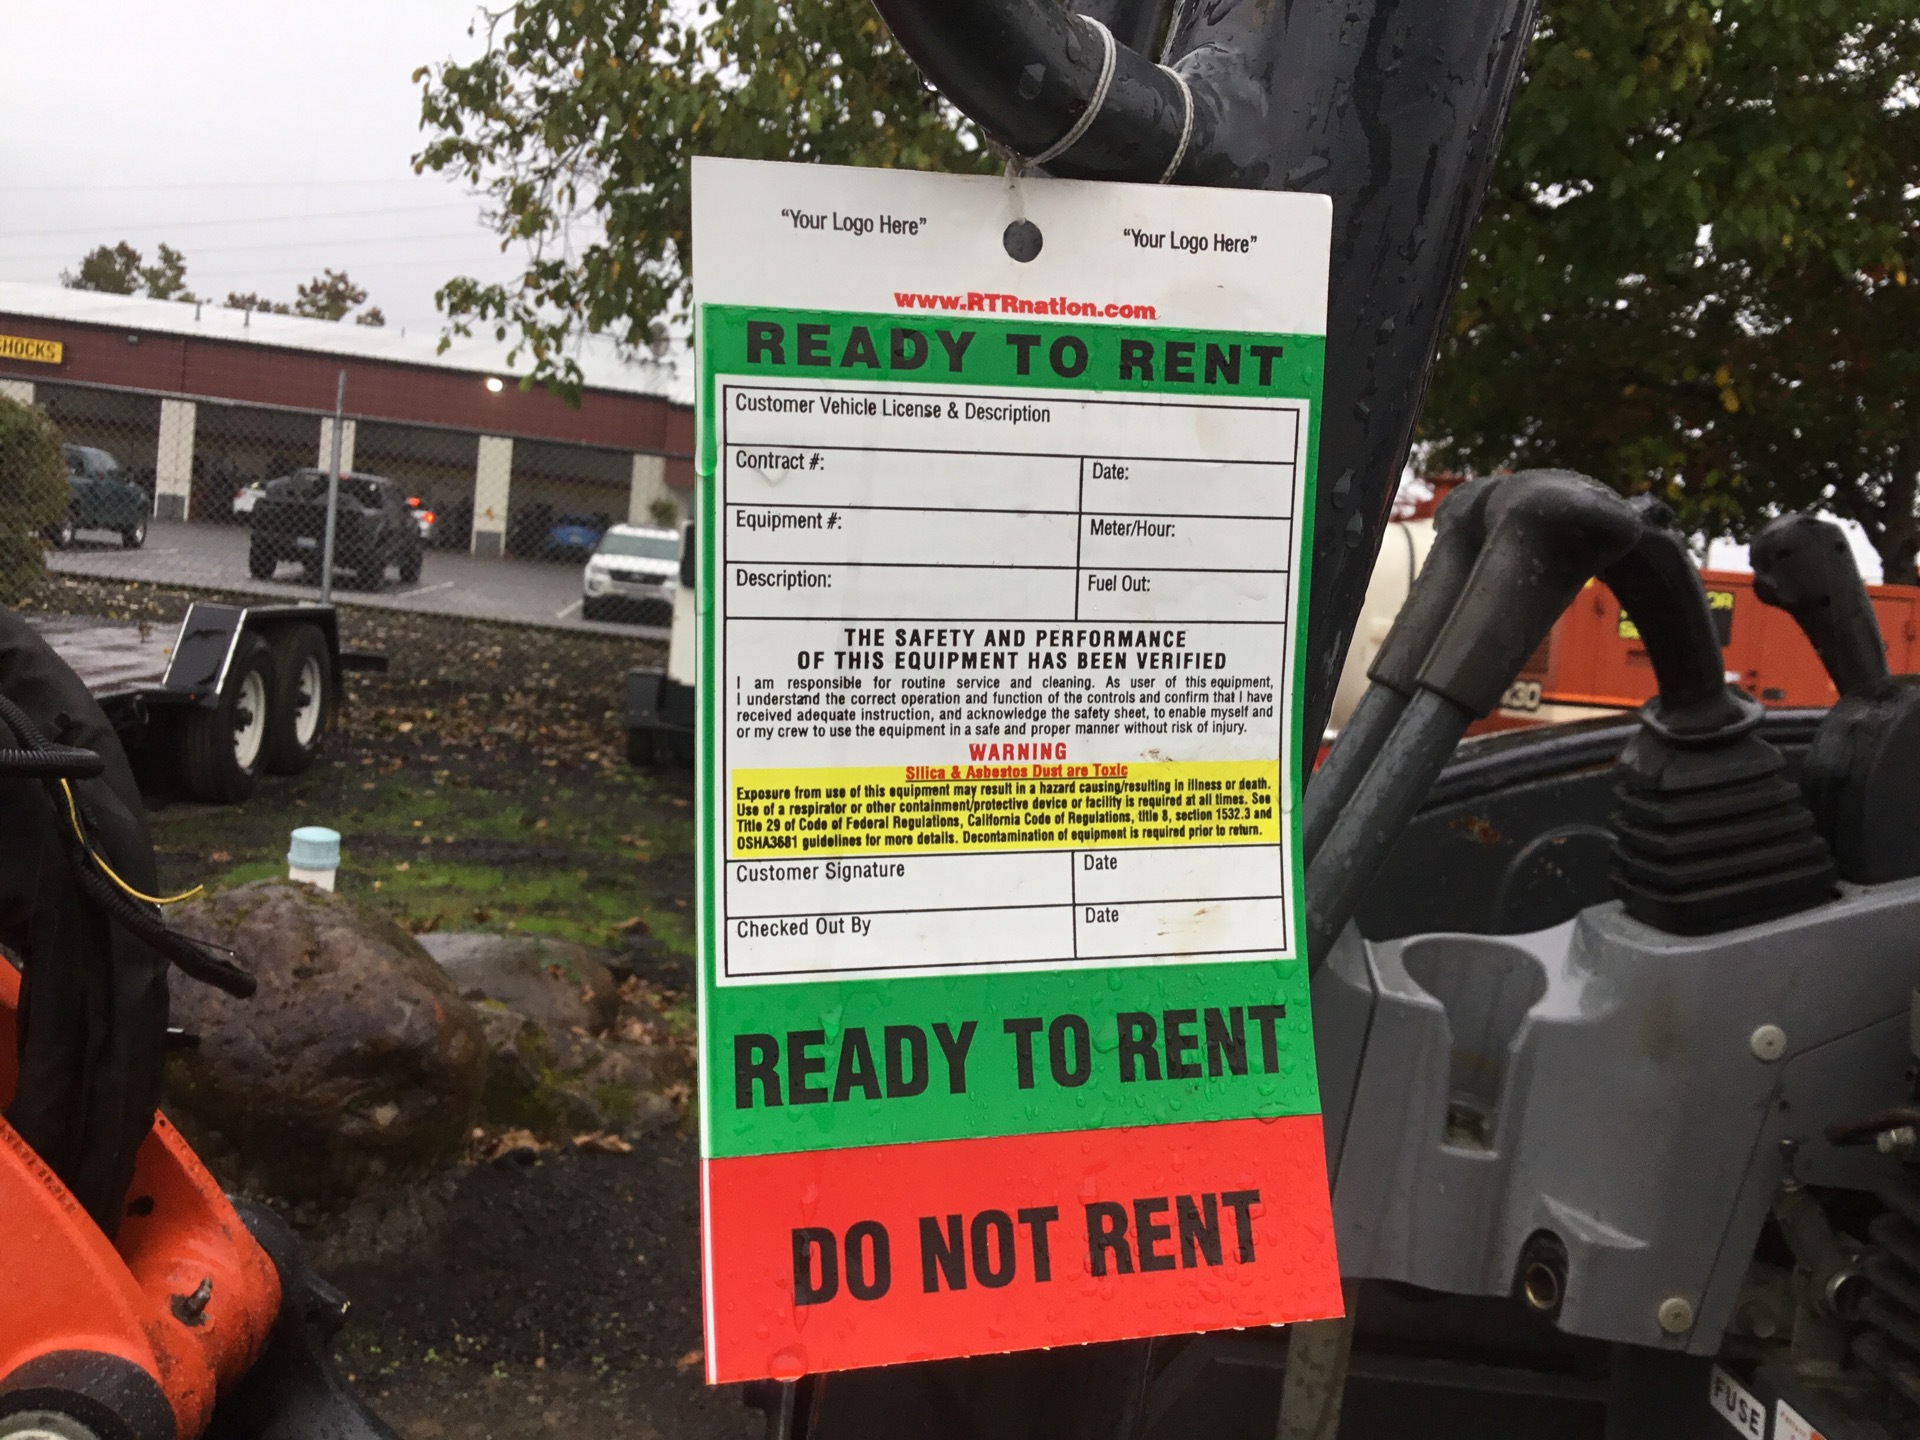 "Your Logo Here" "Your Logo Here"
www.RTRnation.com
READY TO RENT
Customer Vehicle License & Description
Contract #: Date:
Equipment #: Meter/Hour:
Description: Fuel Out:
THE SAFETY AND PERFORMANCE
OF THIS EQUIPMENT HAS BEEN VERIFIED
I am responsible for routine service and cleaning. As user of this equipment,
I understand the correct operation and function of the controls and confirm that I have
received adequate instruction, and acknowledge the safety sheet, to enable myself and
or my crew to use the equipment in a safe and proper manner without risk of injury.
WARNING
Silica & Asbestos Dust are Toxic
Exposure from use of this equipment may result in a hazard causing/resulting in illness or death.
Use of a respirator or other containment/protective device or facility is required at all times. See
Title 29 of Code of Federal Regulations, California Code of Regulations, title 8, section 1532.3 and
OSHA3681 guidelines for more details. Decontamination of equipment is required prior to return.
Customer Signature Date
Checked Out By Date
READY TO RENT
DO NOT RENT
SHOCKS
30
FUSE